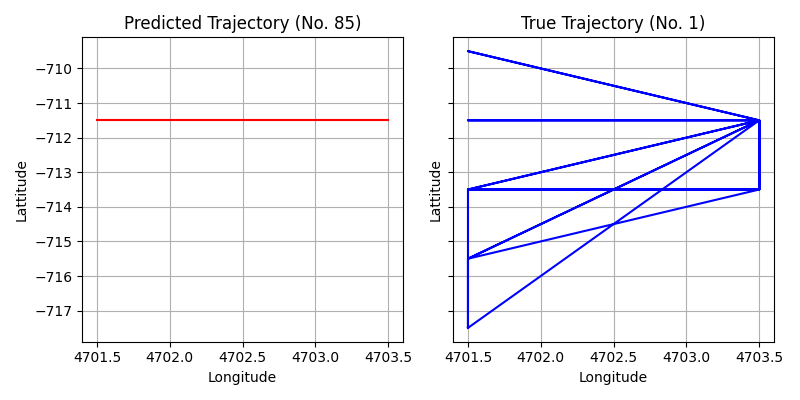 Predicted Trajectory (No. 85)
True Trajectory (No. 1)
−710
−711
−712
−713
−714
−715
−716
−717
Lattitude
Lattitude
4701.5 4702.0 4702.5 4703.0 4703.5
4701.5 4702.0 4702.5 4703.0 4703.5
Longitude
Longitude